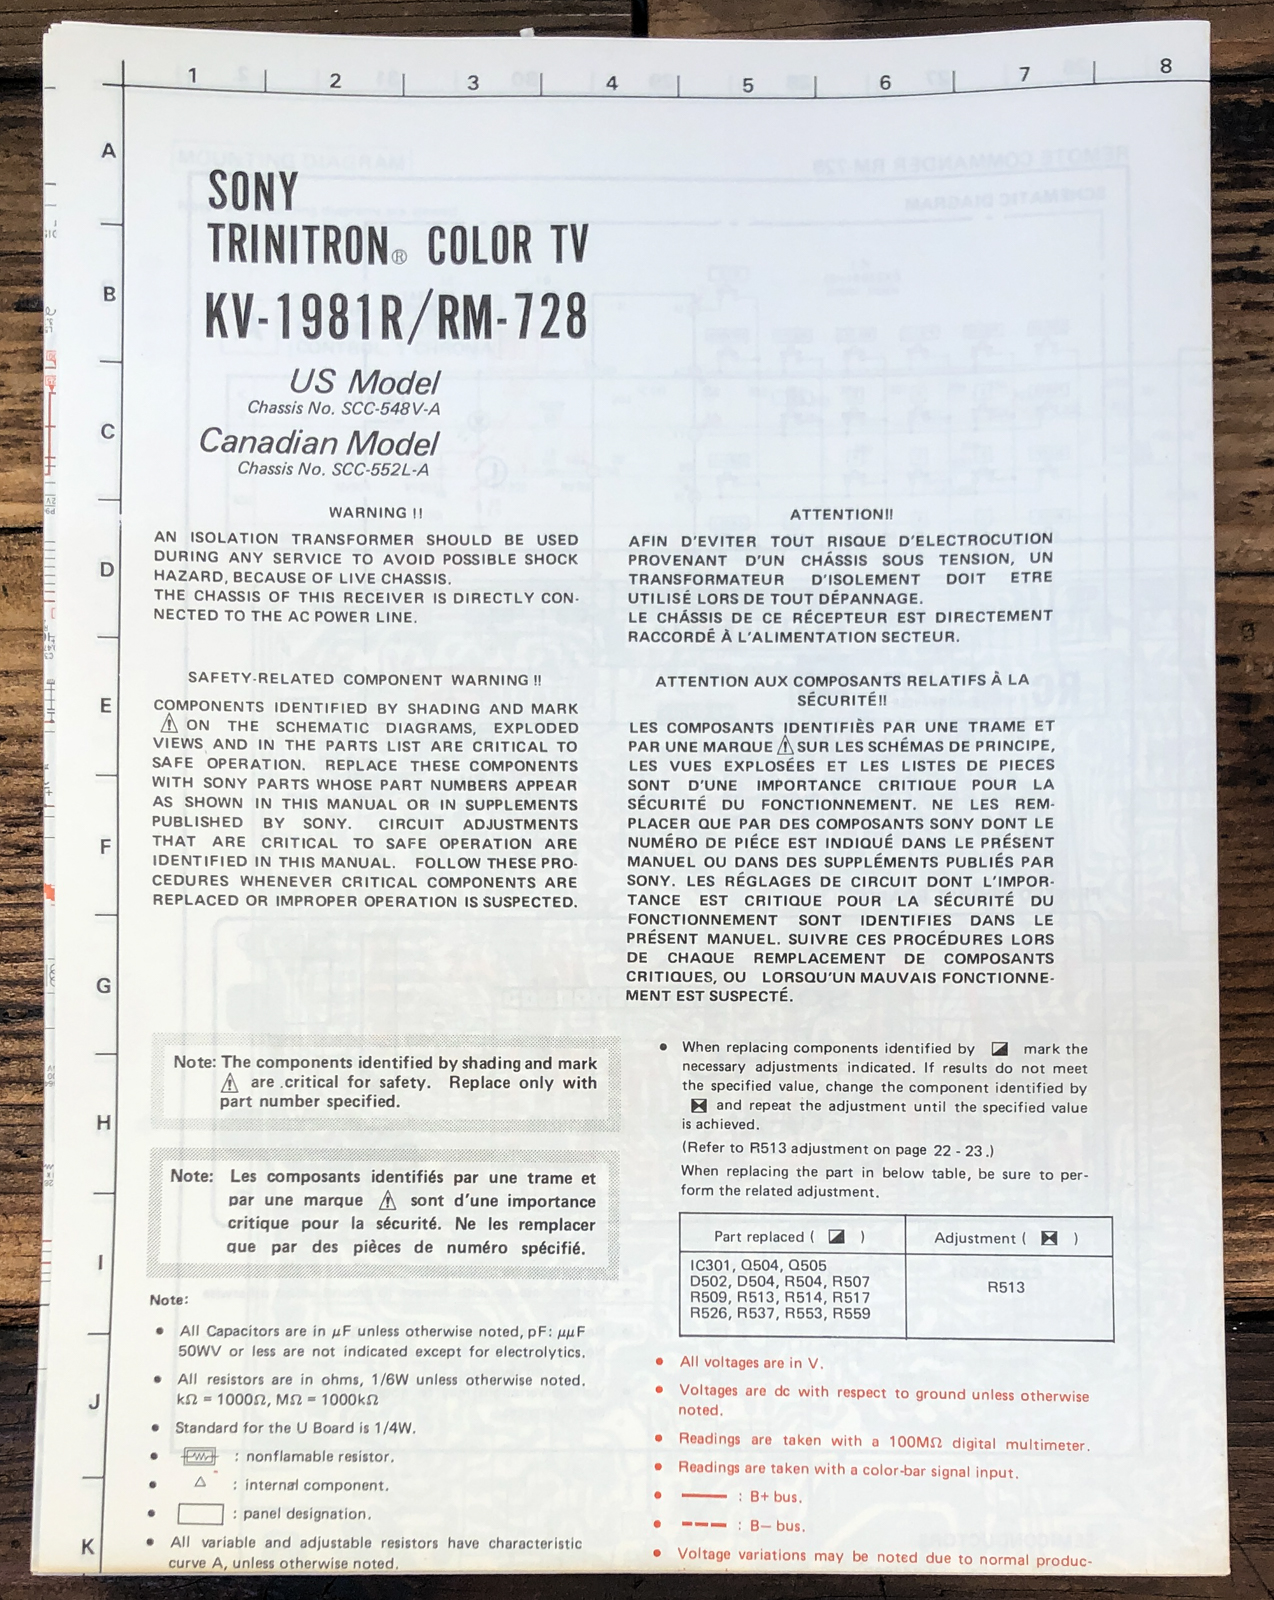 1 2 3 4 5 6 7 8
A
B
C
D
E
F
G
H
I
J
K
SONY
TRINITRON® COLOR TV
KV-1981R/RM-728
US Model
Chassis No. SCC-548V-A
Canadian Model
Chassis No. SCC-552L-A
WARNING !!
AN ISOLATION TRANSFORMER SHOULD BE USED
DURING ANY SERVICE TO AVOID POSSIBLE SHOCK
HAZARD, BECAUSE OF LIVE CHASSIS.
THE CHASSIS OF THIS RECEIVER IS DIRECTLY CON-
NECTED TO THE AC POWER LINE.
SAFETY-RELATED COMPONENT WARNING !!
COMPONENTS IDENTIFIED BY SHADING AND MARK
⚠ ON THE SCHEMATIC DIAGRAMS, EXPLODED
VIEWS AND IN THE PARTS LIST ARE CRITICAL TO
SAFE OPERATION. REPLACE THESE COMPONENTS
WITH SONY PARTS WHOSE PART NUMBERS APPEAR
AS SHOWN IN THIS MANUAL OR IN SUPPLEMENTS
PUBLISHED BY SONY. CIRCUIT ADJUSTMENTS
THAT ARE CRITICAL TO SAFE OPERATION ARE
IDENTIFIED IN THIS MANUAL. FOLLOW THESE PRO-
CEDURES WHENEVER CRITICAL COMPONENTS ARE
REPLACED OR IMPROPER OPERATION IS SUSPECTED.
ATTENTION!!
AFIN D'EVITER TOUT RISQUE D'ELECTROCUTION
PROVENANT D'UN CHÁSSIS SOUS TENSION, UN
TRANSFORMATEUR D'ISOLEMENT DOIT ETRE
UTILISÉ LORS DE TOUT DÉPANNAGE.
LE CHÁSSIS DE CE RÉCEPTEUR EST DIRECTEMENT
RACCORDÉ À L'ALIMENTATION SECTEUR.
ATTENTION AUX COMPOSANTS RELATIFS À LA
SÉCURITÉ!!
LES COMPOSANTS IDENTIFIÈS PAR UNE TRAME ET
PAR UNE MARQUE ⚠ SUR LES SCHÉMAS DE PRINCIPE,
LES VUES EXPLOSÉES ET LES LISTES DE PIECES
SONT D'UNE IMPORTANCE CRITIQUE POUR LA
SÉCURITÉ DU FONCTIONNEMENT. NE LES REM-
PLACER QUE PAR DES COMPOSANTS SONY DONT LE
NUMÉRO DE PIÉCE EST INDIQUÉ DANS LE PRÉSENT
MANUEL OU DANS DES SUPPLÉMENTS PUBLIÉS PAR
SONY. LES RÉGLAGES DE CIRCUIT DONT L'IMPOR-
TANCE EST CRITIQUE POUR LA SÉCURITÉ DU
FONCTIONNEMENT SONT IDENTIFIES DANS LE
PRÉSENT MANUEL. SUIVRE CES PROCÉDURES LORS
DE CHAQUE REMPLACEMENT DE COMPOSANTS
CRITIQUES, OU LORSQU'UN MAUVAIS FONCTIONNE-
MENT EST SUSPECTÉ.
Note: The components identified by shading and mark
⚠ are critical for safety. Replace only with
part number specified.
Note: Les composants identifiés par une trame et
par une marque ⚠ sont d'une importance
critique pour la sécurité. Ne les remplacer
que par des pièces de numéro spécifié.
Note:
• All Capacitors are in µF unless otherwise noted, pF: µµF
50WV or less are not indicated except for electrolytics.
• All resistors are in ohms, 1/6W unless otherwise noted.
kΩ = 1000Ω, MΩ = 1000kΩ
• Standard for the U Board is 1/4W.
• : nonflamable resistor.
• △ : internal component.
• : panel designation.
• All variable and adjustable resistors have characteristic
curve A, unless otherwise noted.
• When replacing components identified by ◪ mark the
necessary adjustments indicated. If results do not meet
the specified value, change the component identified by
⧓ and repeat the adjustment until the specified value
is achieved.
(Refer to R513 adjustment on page 22 - 23.)
When replacing the part in below table, be sure to per-
form the related adjustment.
Part replaced ( ◪ ) Adjustment ( ⧓ )
IC301, Q504, Q505
D502, D504, R504, R507
R509, R513, R514, R517
R526, R537, R553, R559
R513
• All voltages are in V.
• Voltages are dc with respect to ground unless otherwise
noted.
• Readings are taken with a 100MΩ digital multimeter.
• Readings are taken with a color-bar signal input.
• : B+ bus.
• : B– bus.
• Voltage variations may be noted due to normal produc-